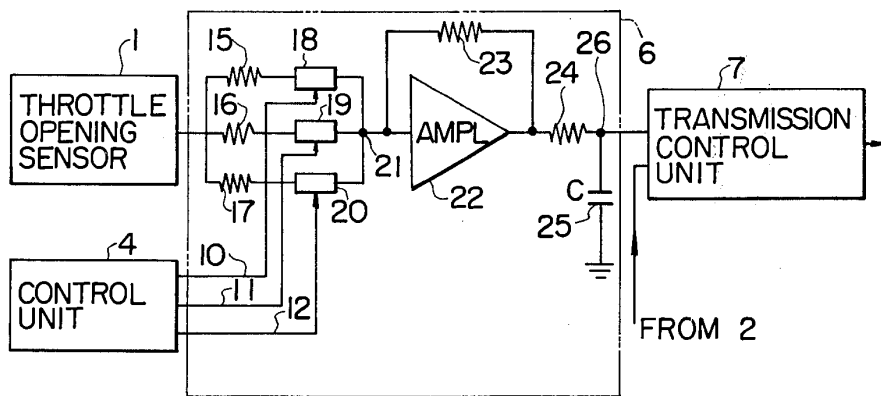 1
THROTTLE
OPENING
SENSOR
4
CONTROL
UNIT
10
11
12
15
16
17
18
19
20
21
AMPL
22
23
24
26
C
25
6
7
TRANSMISSION
CONTROL
UNIT
FROM 2